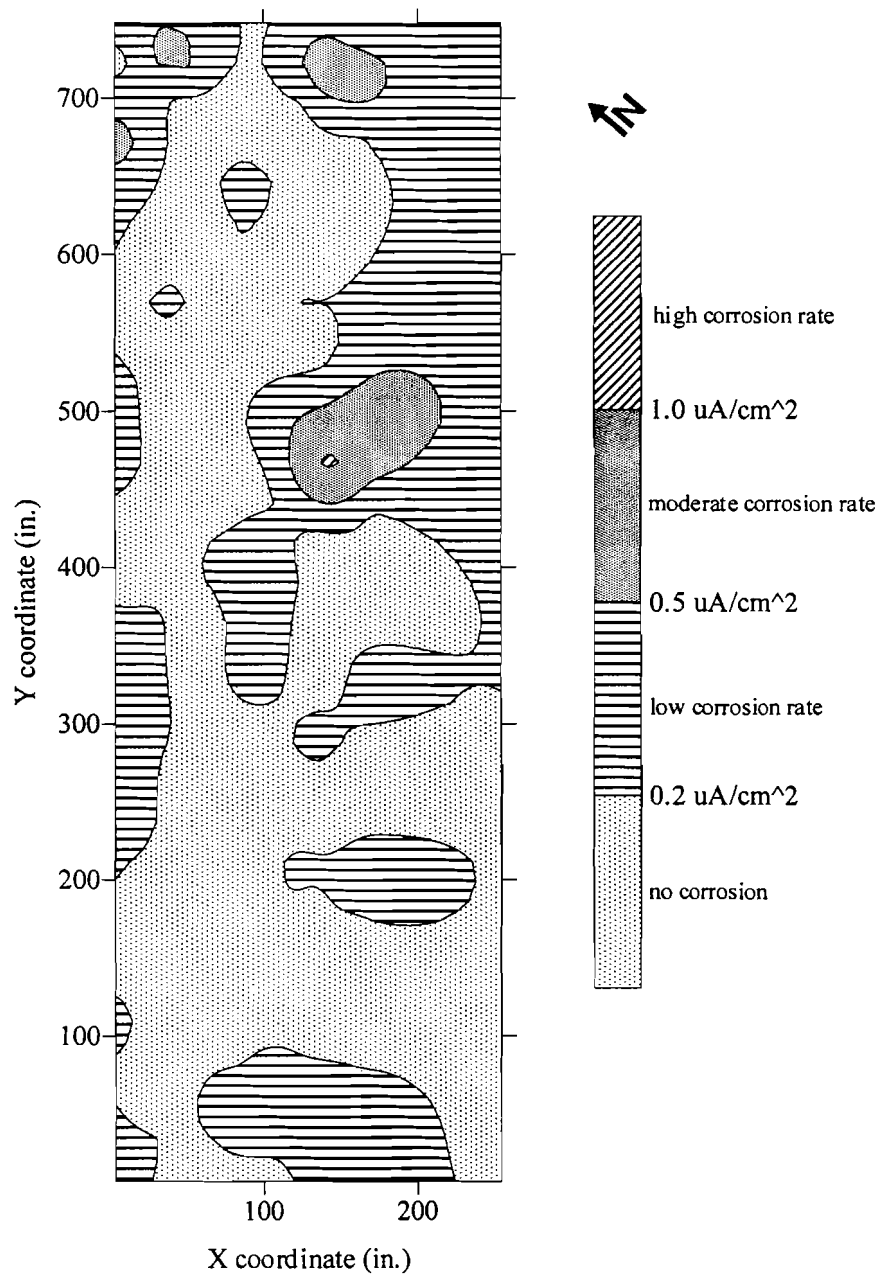 700
600
500
400
300
200
100
100
200
Y coordinate (in.)
X coordinate (in.)
N
high corrosion rate
1.0 uA/cm^2
moderate corrosion rate
0.5 uA/cm^2
low corrosion rate
0.2 uA/cm^2
no corrosion